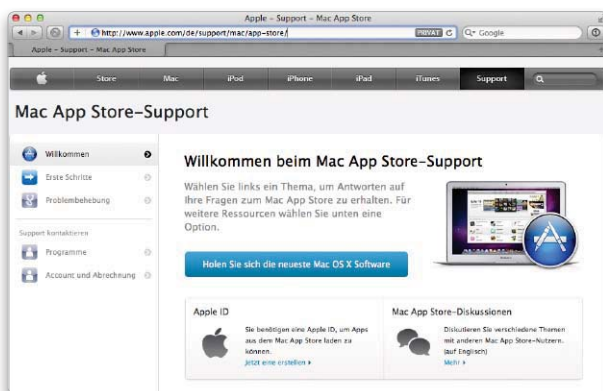 Apple – Support – Mac App Store
http://www.apple.com/de/support/mac/app-store/ PRIVAT Google
Apple – Support – Mac App Store
Store Mac iPod iPhone iPad iTunes Support
Mac App Store-Support
Willkommen
Erste Schritte
Problembehebung
Support kontaktieren
Programme
Account und Abrechnung
Willkommen beim Mac App Store-Support
Wählen Sie links ein Thema, um Antworten auf
Ihre Fragen zum Mac App Store zu erhalten. Für
weitere Ressourcen wählen Sie unten eine
Option.
Holen Sie sich die neueste Mac OS X Software
Apple ID
Sie benötigen eine Apple ID, um Apps
aus dem Mac App Store laden zu
können.
Jetzt eine erstellen
Mac App Store-Diskussionen
Diskutieren Sie verschiedene Themen
mit anderen Mac App Store-Nutzern.
(auf Englisch)
Mehr